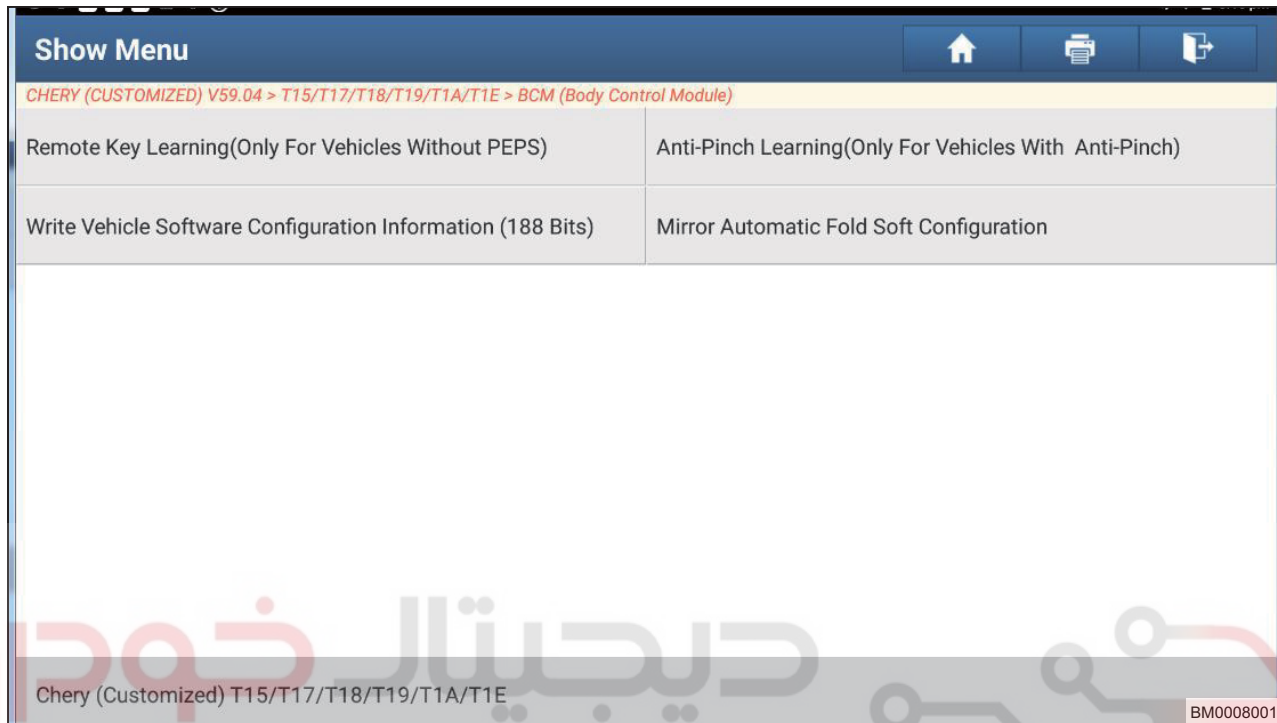 Show Menu
CHERY (CUSTOMIZED) V59.04 > T15/T17/T18/T19/T1A/T1E > BCM (Body Control Module)
Remote Key Learning(Only For Vehicles Without PEPS)
Anti-Pinch Learning(Only For Vehicles With  Anti-Pinch)
Write Vehicle Software Configuration Information (188 Bits)
Mirror Automatic Fold Soft Configuration
دیجیتال خودر
Chery (Customized) T15/T17/T18/T19/T1A/T1E
BM0008001